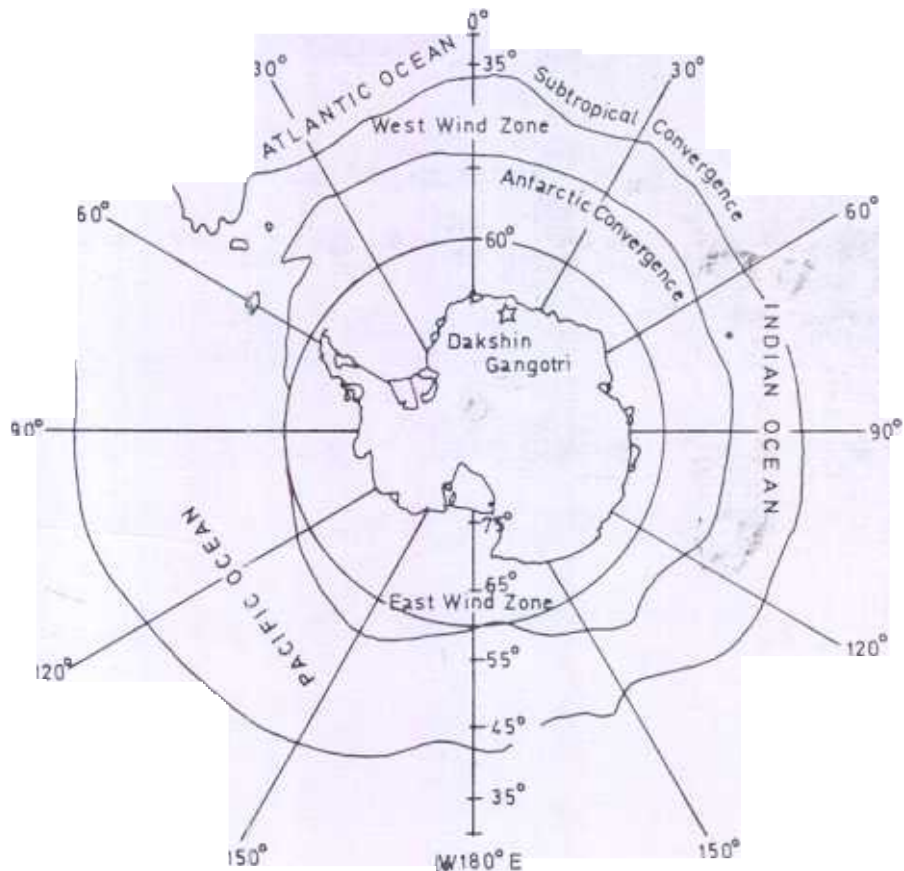 0°
35°
30°
30°
ATLANTIC OCEAN
Subtropical Convergence
West Wind Zone
Antarctic Convergence
60°
60°
60°
INDIAN OCEAN
Dakshin
Gangotri
90°
90°
75°
PACIFIC OCEAN
65°
East Wind Zone
120°
120°
55°
45°
35°
150°
150°
W180°E